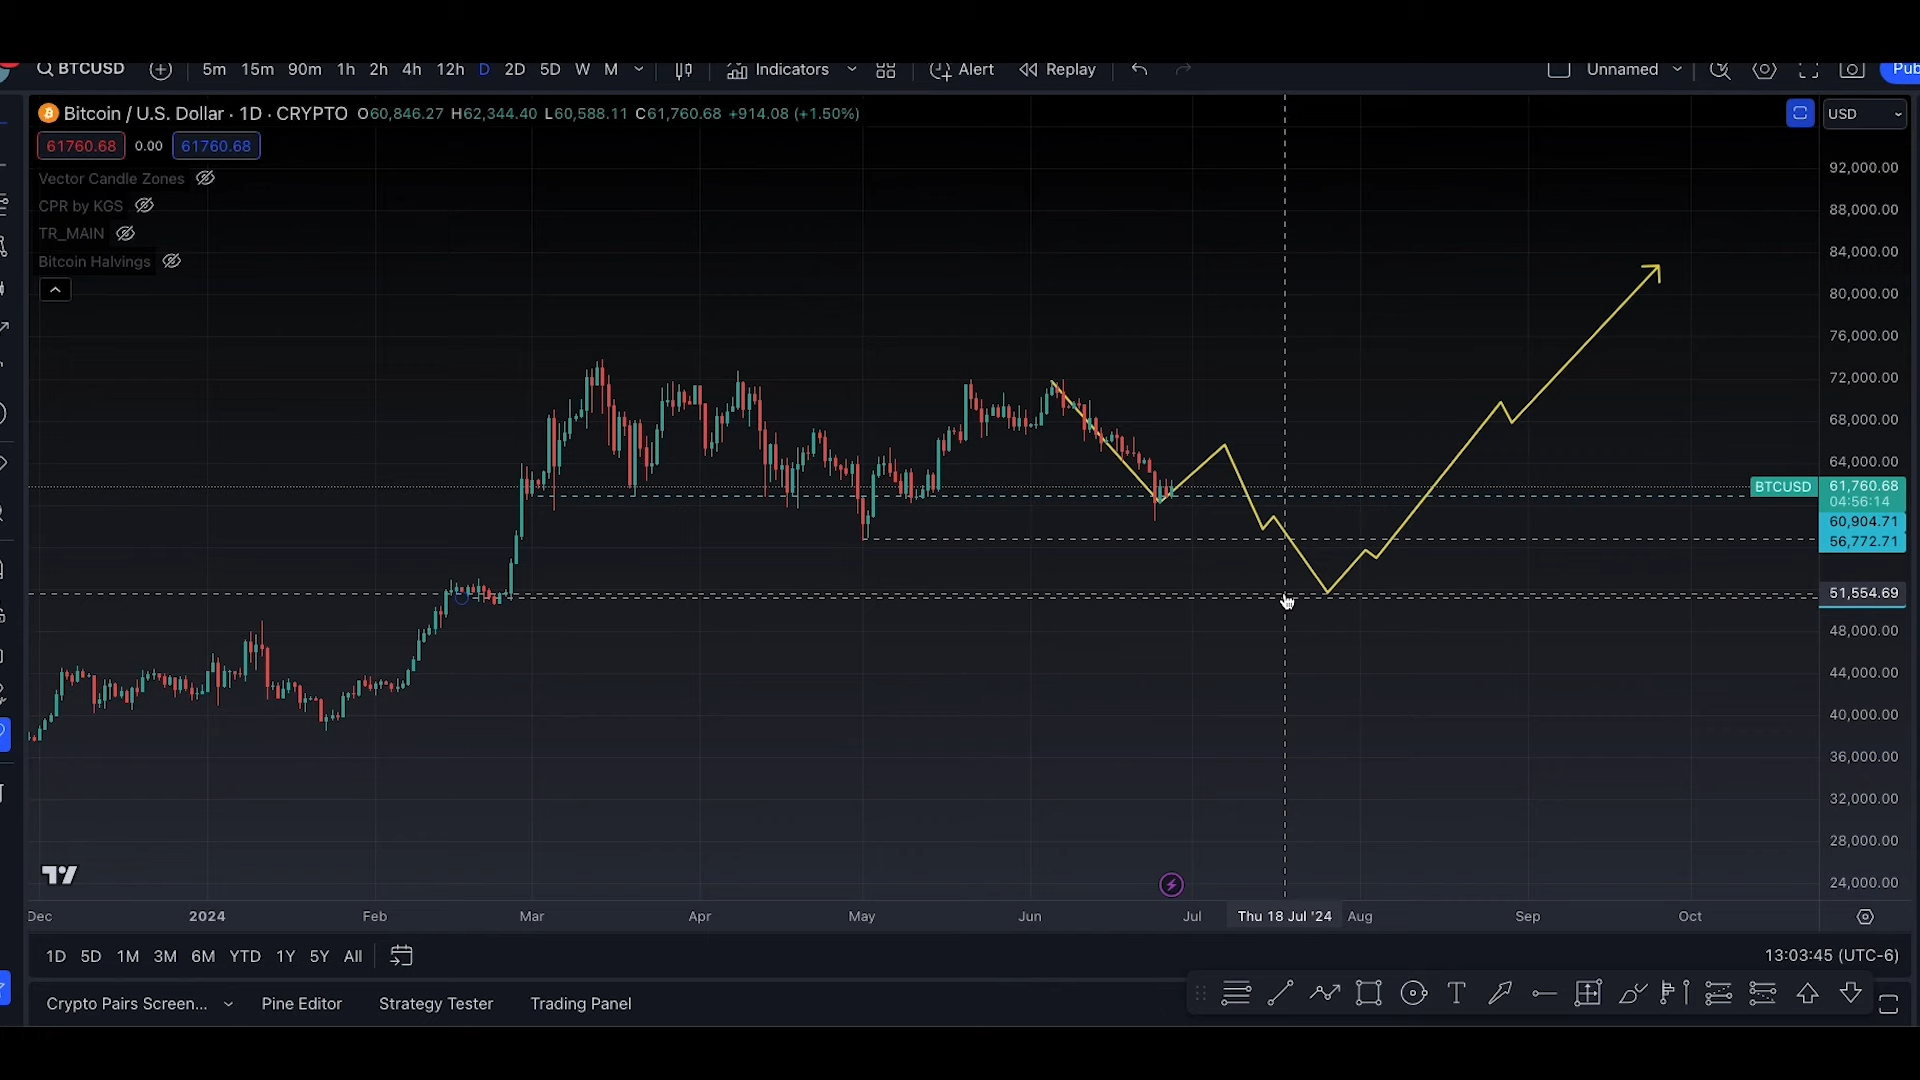 BTCUSD 5m 15m 90m 1h 2h 4h 12h D 2D 5D W M Indicators Alert Replay Unnamed Pub
Bitcoin / U.S. Dollar · 1D · CRYPTO O60,846.27 H62,344.40 L60,588.11 C61,760.68 +914.08 (+1.50%)
USD
61760.68 0.00 61760.68
Vector Candle Zones
CPR by KGS
TR_MAIN
Bitcoin Halvings
92,000.00
88,000.00
84,000.00
80,000.00
76,000.00
72,000.00
68,000.00
64,000.00
BTCUSD 61,760.68
04:56:14
60,904.71
56,772.71
51,554.69
48,000.00
44,000.00
40,000.00
36,000.00
32,000.00
28,000.00
24,000.00
Dec 2024 Feb Mar Apr May Jun Jul Thu 18 Jul '24 Aug Sep Oct
1D 5D 1M 3M 6M YTD 1Y 5Y All
13:03:45 (UTC-6)
Crypto Pairs Screen... Pine Editor Strategy Tester Trading Panel